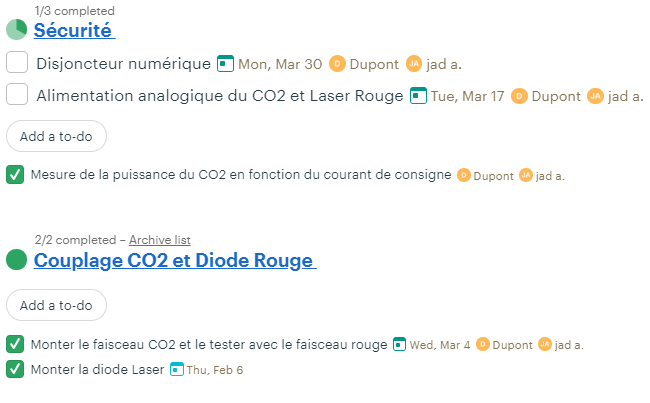 1/3 completed
Sécurité
Disjoncteur numérique Mon, Mar 30 D Dupont JA jad a.
Alimentation analogique du CO2 et Laser Rouge Tue, Mar 17 D Dupont JA jad a.
Add a to-do
Mesure de la puissance du CO2 en fonction du courant de consigne D Dupont JA jad a.
2/2 completed – Archive list
Couplage CO2 et Diode Rouge
Add a to-do
Monter le faisceau CO2 et le tester avec le faisceau rouge Wed, Mar 4 D Dupont JA jad a.
Monter la diode Laser Thu, Feb 6